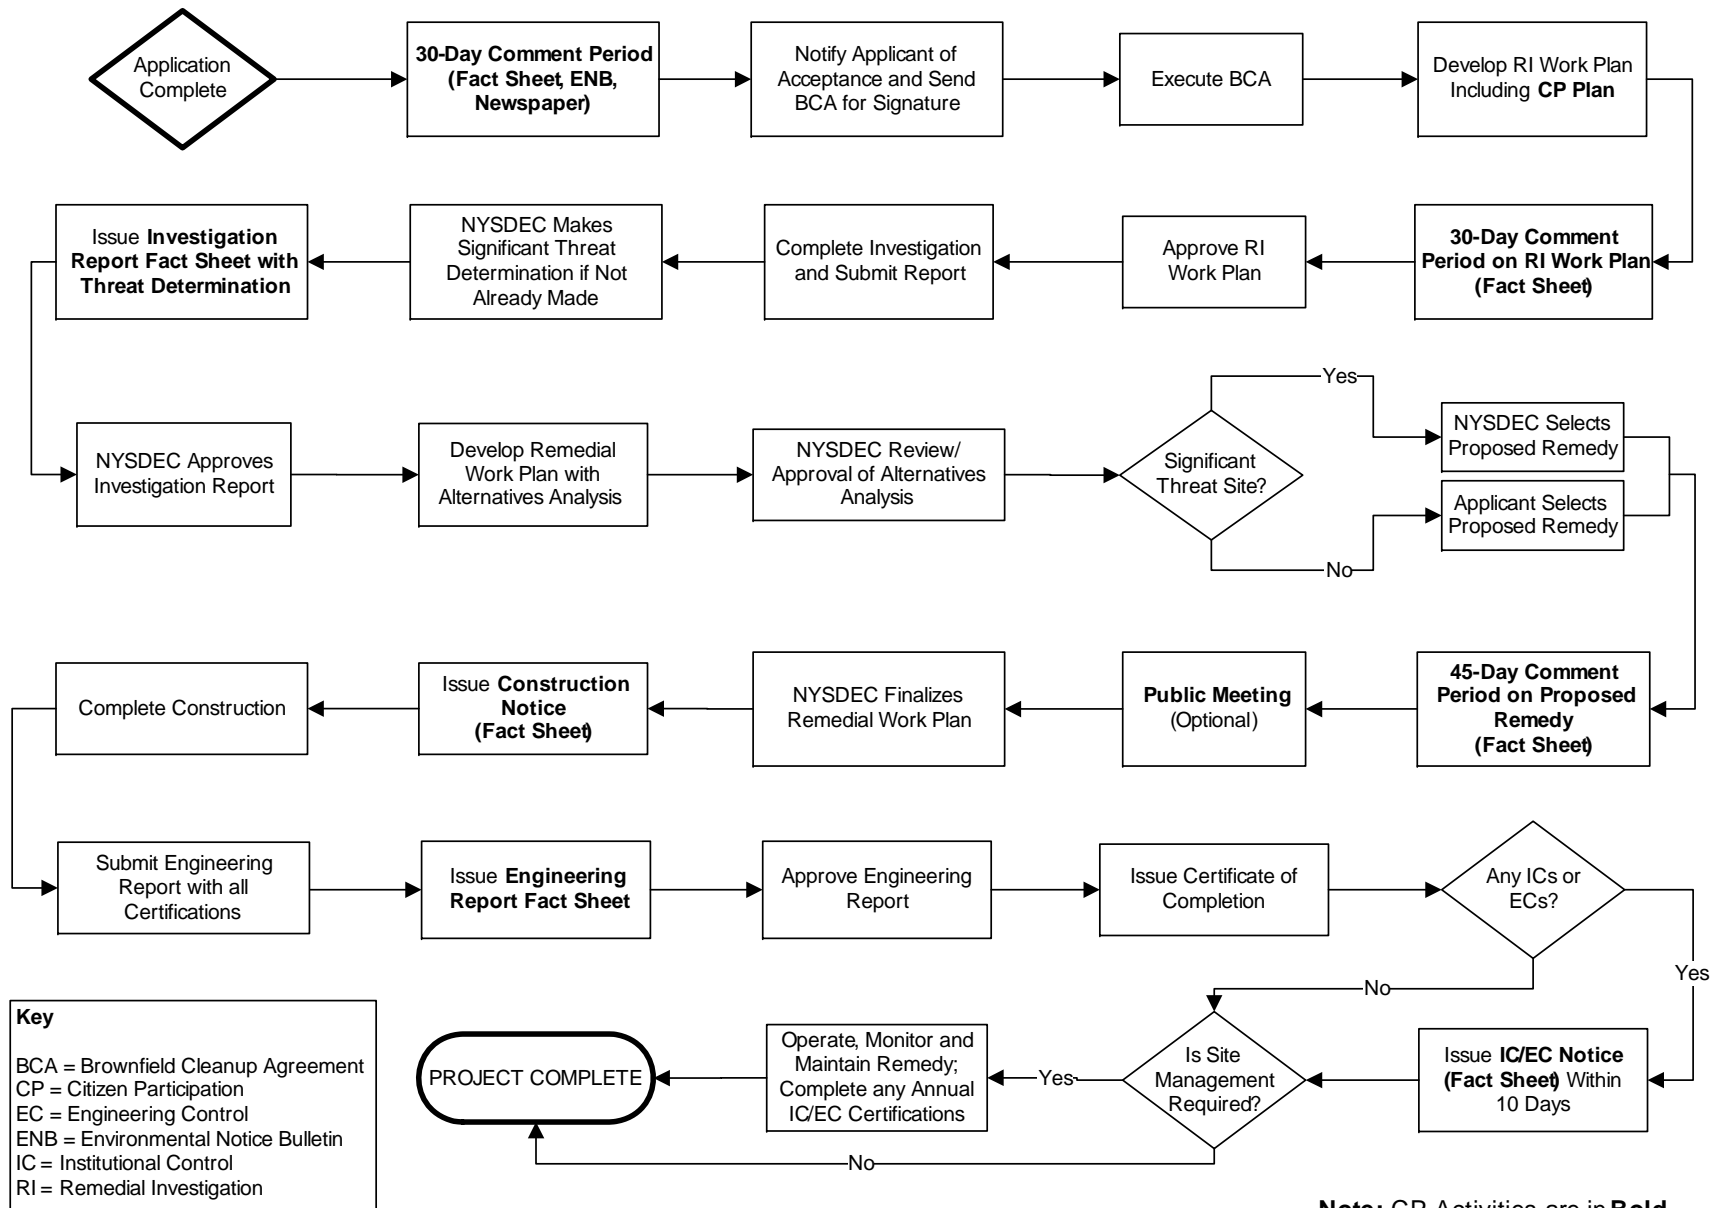 Application
Complete
30-Day Comment Period
(Fact Sheet, ENB,
Newspaper)
Notify Applicant of
Acceptance and Send
BCA for Signature
Execute BCA
Develop RI Work Plan
Including CP Plan
30-Day Comment
Period on RI Work Plan
(Fact Sheet)
Approve RI
Work Plan
Complete Investigation
and Submit Report
NYSDEC Makes
Significant Threat
Determination if Not
Already Made
Issue Investigation
Report Fact Sheet with
Threat Determination
NYSDEC Approves
Investigation Report
Develop Remedial
Work Plan with
Alternatives Analysis
NYSDEC Review/
Approval of Alternatives
Analysis
Significant
Threat Site?
Yes
NYSDEC Selects
Proposed Remedy
No
Applicant Selects
Proposed Remedy
45-Day Comment
Period on Proposed
Remedy
(Fact Sheet)
Public Meeting
(Optional)
NYSDEC Finalizes
Remedial Work Plan
Issue Construction
Notice
(Fact Sheet)
Complete Construction
Submit Engineering
Report with all
Certifications
Issue Engineering
Report Fact Sheet
Approve Engineering
Report
Issue Certificate of
Completion
Any ICs or
ECs?
Yes
No
Issue IC/EC Notice
(Fact Sheet) Within
10 Days
Is Site
Management
Required?
Yes
Operate, Monitor and
Maintain Remedy;
Complete any Annual
IC/EC Certifications
No
PROJECT COMPLETE
Key
BCA = Brownfield Cleanup Agreement
CP = Citizen Participation
EC = Engineering Control
ENB = Environmental Notice Bulletin
IC = Institutional Control
RI = Remedial Investigation
Note: CP Activities are in Bold